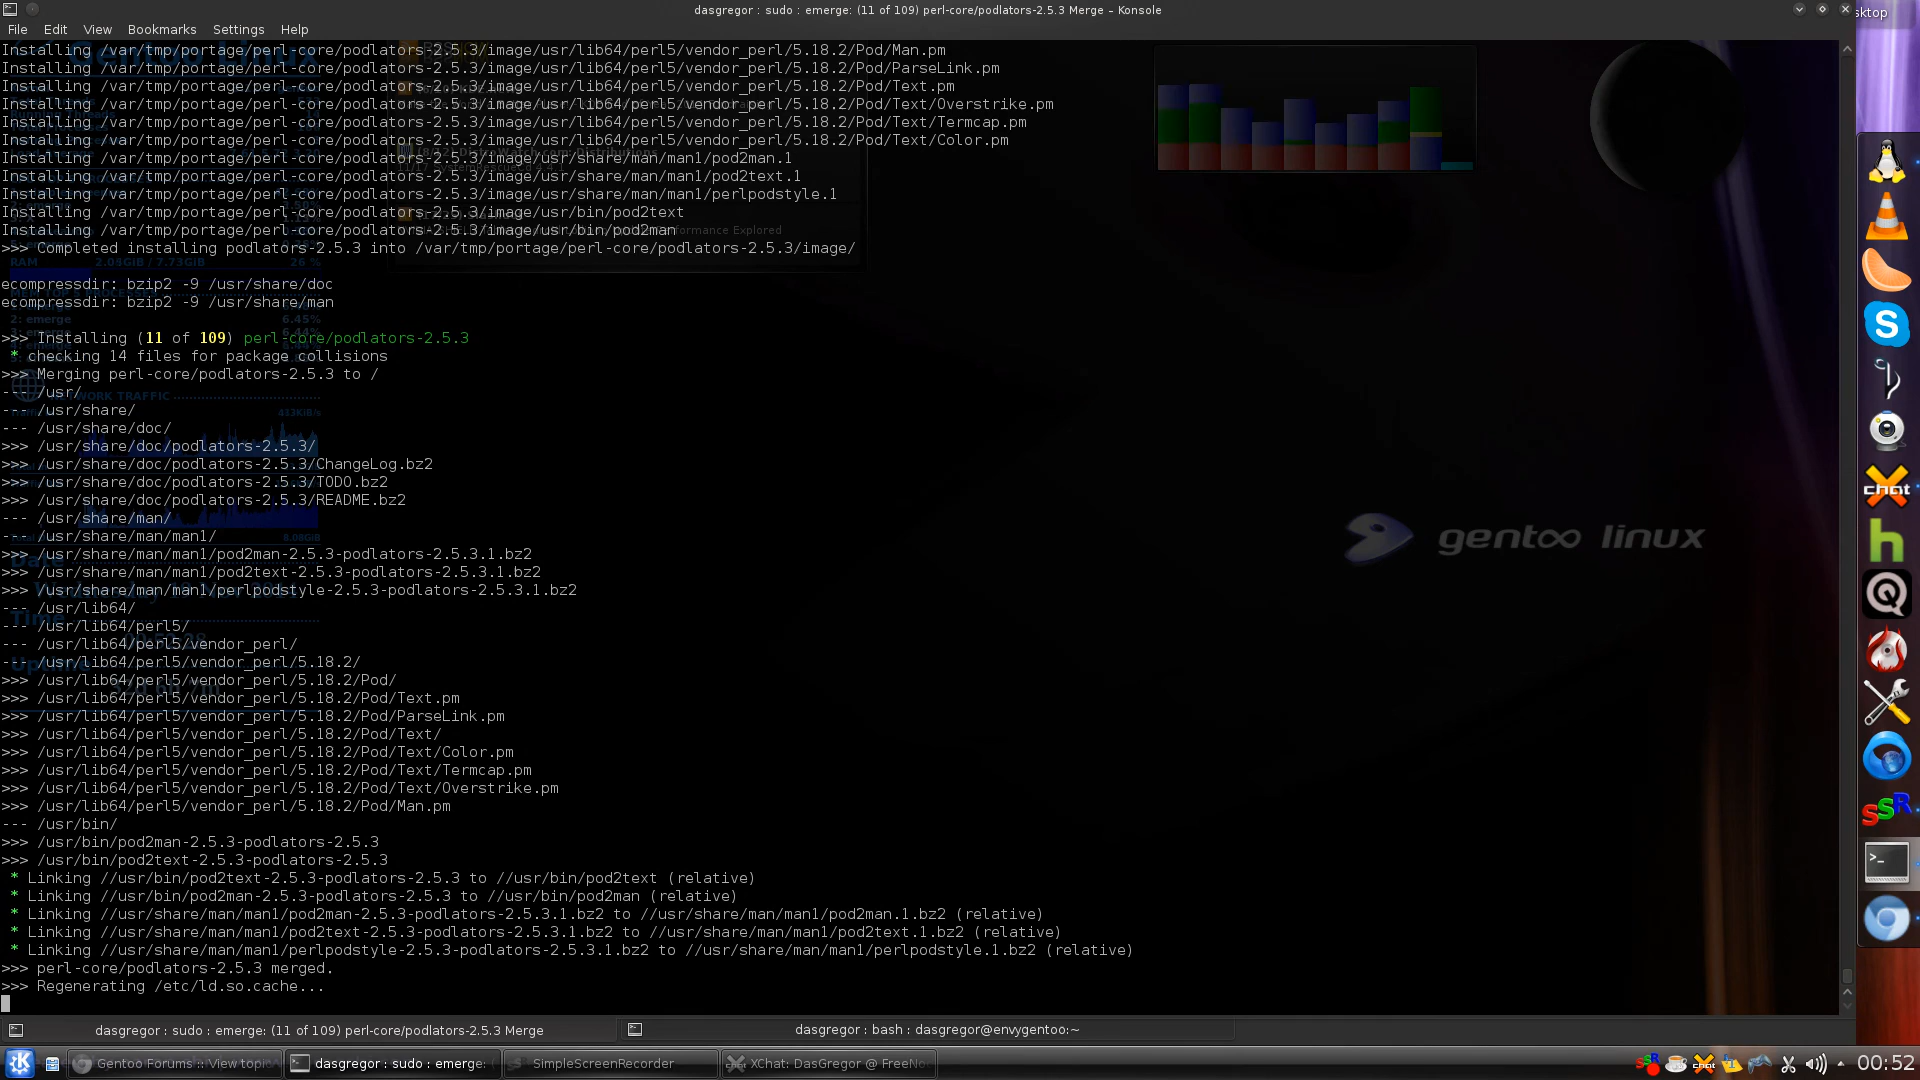 dasgregor : sudo : emerge: (11 of 109) perl-core/podlators-2.5.3 Merge – Konsole
sktop
File Edit View Bookmarks Settings Help
Installing /var/tmp/portage/perl-core/podlators-2.5.3/image/usr/lib64/perl5/vendor_perl/5.18.2/Pod/Man.pm
Installing /var/tmp/portage/perl-core/podlators-2.5.3/image/usr/lib64/perl5/vendor_perl/5.18.2/Pod/ParseLink.pm
Installing /var/tmp/portage/perl-core/podlators-2.5.3/image/usr/lib64/perl5/vendor_perl/5.18.2/Pod/Text.pm
Installing /var/tmp/portage/perl-core/podlators-2.5.3/image/usr/lib64/perl5/vendor_perl/5.18.2/Pod/Text/Overstrike.pm
Installing /var/tmp/portage/perl-core/podlators-2.5.3/image/usr/lib64/perl5/vendor_perl/5.18.2/Pod/Text/Termcap.pm
Installing /var/tmp/portage/perl-core/podlators-2.5.3/image/usr/lib64/perl5/vendor_perl/5.18.2/Pod/Text/Color.pm
Installing /var/tmp/portage/perl-core/podlators-2.5.3/image/usr/share/man/man1/pod2man.1
Installing /var/tmp/portage/perl-core/podlators-2.5.3/image/usr/share/man/man1/pod2text.1
Installing /var/tmp/portage/perl-core/podlators-2.5.3/image/usr/share/man/man1/perlpodstyle.1
Installing /var/tmp/portage/perl-core/podlators-2.5.3/image/usr/bin/pod2text
Installing /var/tmp/portage/perl-core/podlators-2.5.3/image/usr/bin/pod2man
>>> Completed installing podlators-2.5.3 into /var/tmp/portage/perl-core/podlators-2.5.3/image/
RAM 2.08GiB / 7.73GiB 26 %
ecompressdir: bzip2 -9 /usr/share/doc
ecompressdir: bzip2 -9 /usr/share/man
>>> Installing (11 of 109) perl-core/podlators-2.5.3
* checking 14 files for package collisions
>>> Merging perl-core/podlators-2.5.3 to /
--- /usr/
--- /usr/share/
--- /usr/share/doc/
>>> /usr/share/doc/podlators-2.5.3/
>>> /usr/share/doc/podlators-2.5.3/ChangeLog.bz2
>>> /usr/share/doc/podlators-2.5.3/TODO.bz2
>>> /usr/share/doc/podlators-2.5.3/README.bz2
--- /usr/share/man/
--- /usr/share/man/man1/
>>> /usr/share/man/man1/pod2man-2.5.3-podlators-2.5.3.1.bz2
>>> /usr/share/man/man1/pod2text-2.5.3-podlators-2.5.3.1.bz2
>>> /usr/share/man/man1/perlpodstyle-2.5.3-podlators-2.5.3.1.bz2
--- /usr/lib64/
--- /usr/lib64/perl5/
--- /usr/lib64/perl5/vendor_perl/
--- /usr/lib64/perl5/vendor_perl/5.18.2/
>>> /usr/lib64/perl5/vendor_perl/5.18.2/Pod/
>>> /usr/lib64/perl5/vendor_perl/5.18.2/Pod/Text.pm
>>> /usr/lib64/perl5/vendor_perl/5.18.2/Pod/ParseLink.pm
>>> /usr/lib64/perl5/vendor_perl/5.18.2/Pod/Text/
>>> /usr/lib64/perl5/vendor_perl/5.18.2/Pod/Text/Color.pm
>>> /usr/lib64/perl5/vendor_perl/5.18.2/Pod/Text/Termcap.pm
>>> /usr/lib64/perl5/vendor_perl/5.18.2/Pod/Text/Overstrike.pm
>>> /usr/lib64/perl5/vendor_perl/5.18.2/Pod/Man.pm
--- /usr/bin/
>>> /usr/bin/pod2man-2.5.3-podlators-2.5.3
>>> /usr/bin/pod2text-2.5.3-podlators-2.5.3
* Linking //usr/bin/pod2text-2.5.3-podlators-2.5.3 to //usr/bin/pod2text (relative)
* Linking //usr/bin/pod2man-2.5.3-podlators-2.5.3 to //usr/bin/pod2man (relative)
* Linking //usr/share/man/man1/pod2man-2.5.3-podlators-2.5.3.1.bz2 to //usr/share/man/man1/pod2man.1.bz2 (relative)
* Linking //usr/share/man/man1/pod2text-2.5.3-podlators-2.5.3.1.bz2 to //usr/share/man/man1/pod2text.1.bz2 (relative)
* Linking //usr/share/man/man1/perlpodstyle-2.5.3-podlators-2.5.3.1.bz2 to //usr/share/man/man1/perlpodstyle.1.bz2 (relative)
>>> perl-core/podlators-2.5.3 merged.
>>> Regenerating /etc/ld.so.cache...
gentoo linux
S
chat
h
SSR
dasgregor : sudo : emerge: (11 of 109) perl-core/podlators-2.5.3 Merge
dasgregor : bash : dasgregor@envygentoo:~
Gentoo Forums :: View topic
dasgregor : sudo : emerge: (
SimpleScreenRecorder
XChat: DasGregor @ FreeNo
00:52